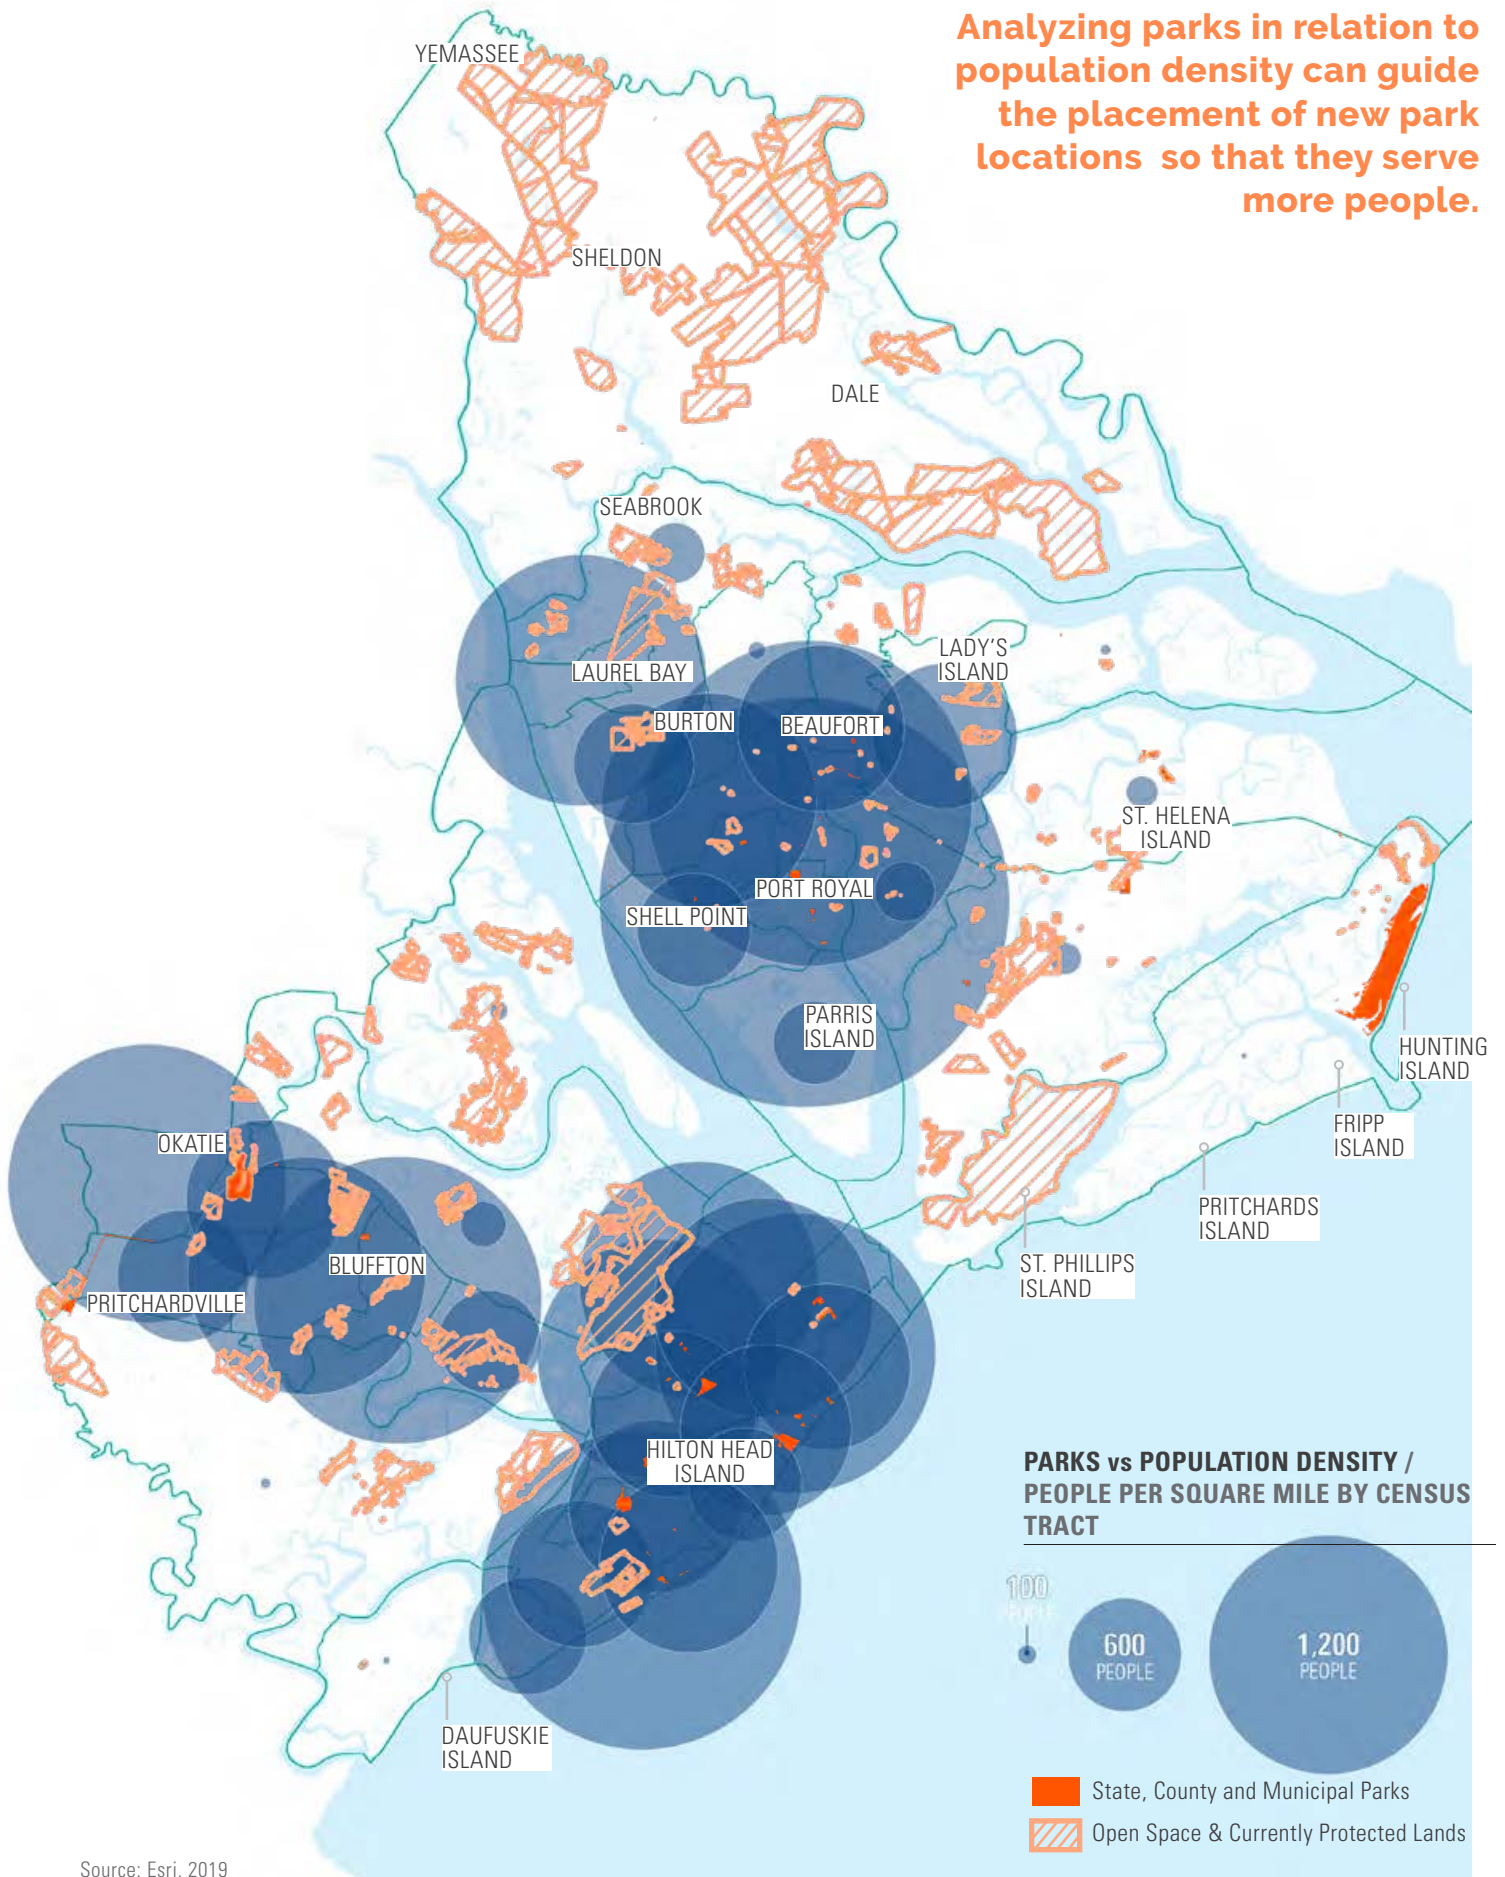 Analyzing parks in relation to
population density can guide
the placement of new park
locations so that they serve
more people.
YEMASSEE
SHELDON
DALE
SEABROOK
LADY'S
ISLAND
LAUREL BAY
BURTON
BEAUFORT
ST. HELENA
ISLAND
PORT ROYAL
SHELL POINT
PARRIS
ISLAND
HUNTING
ISLAND
FRIPP
ISLAND
OKATIE
PRITCHARDS
ISLAND
BLUFFTON
ST. PHILLIPS
ISLAND
PRITCHARDVILLE
HILTON HEAD
ISLAND
DAUFUSKIE
ISLAND
PARKS vs POPULATION DENSITY /
PEOPLE PER SQUARE MILE BY CENSUS
TRACT
100
PEOPLE
600
PEOPLE
1,200
PEOPLE
State, County and Municipal Parks
Open Space & Currently Protected Lands
Source: Esri, 2019